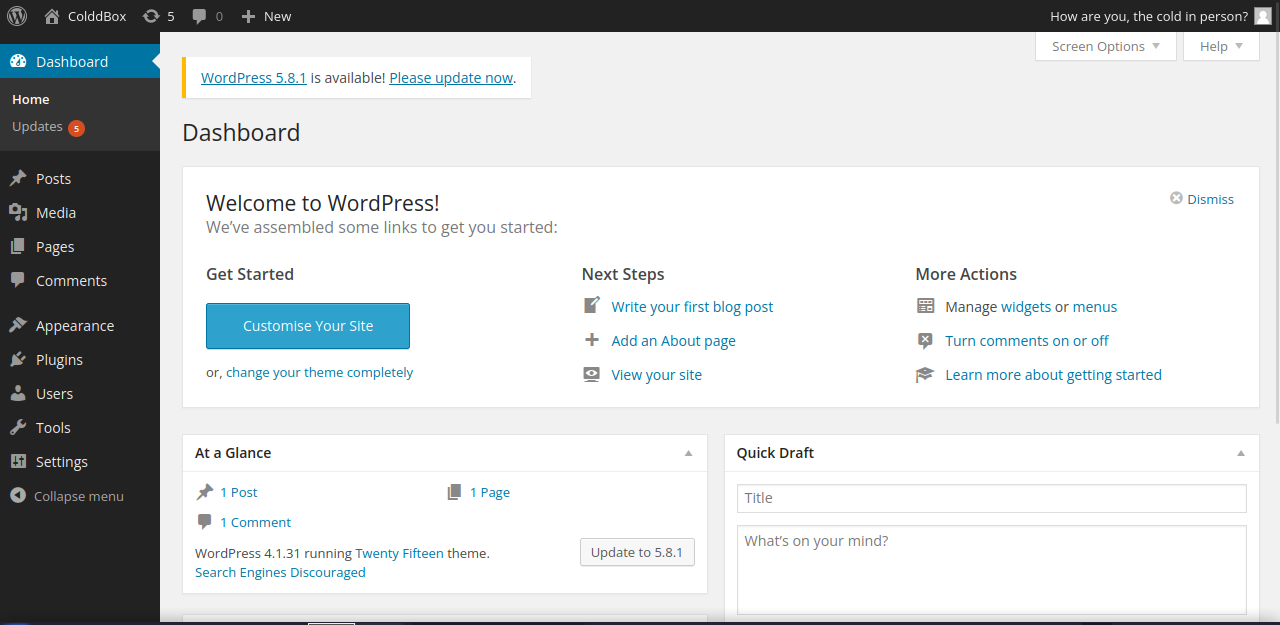 ColddBox 5 0 New How are you, the cold in person?
Dashboard
Home
Updates 5
Posts
Media
Pages
Comments
Appearance
Plugins
Users
Tools
Settings
Collapse menu
Screen Options Help
WordPress 5.8.1 is available! Please update now.
Dashboard
Welcome to WordPress!
Dismiss
We've assembled some links to get you started:
Get Started
Customise Your Site
or, change your theme completely
Next Steps
Write your first blog post
Add an About page
View your site
More Actions
Manage widgets or menus
Turn comments on or off
Learn more about getting started
At a Glance
1 Post 1 Page
1 Comment
WordPress 4.1.31 running Twenty Fifteen theme.
Update to 5.8.1
Search Engines Discouraged
Quick Draft
Title
What's on your mind?